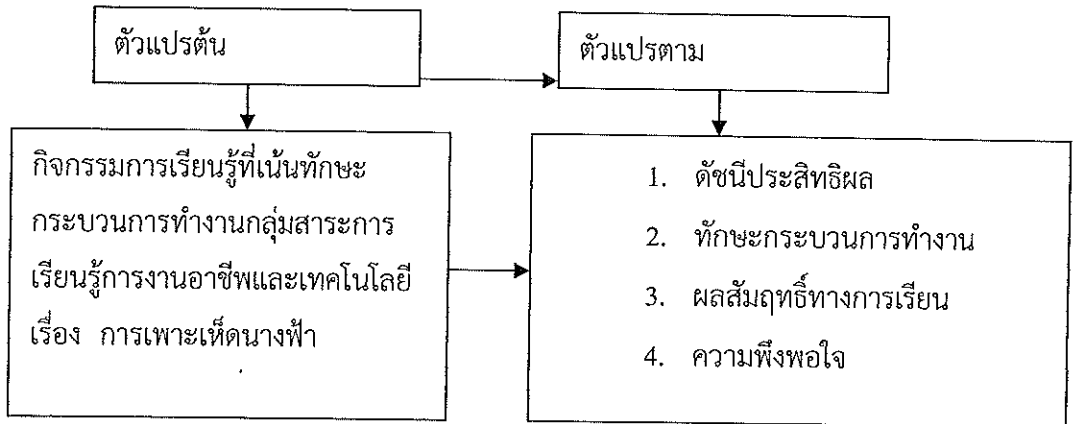 ตัวแปรต้น
ตัวแปรตาม
กิจกรรมการเรียนรู้ที่เน้นทักษะ
กระบวนการทำงานกลุ่มสาระการ
เรียนรู้การงานอาชีพและเทคโนโลยี
เรื่อง การเพาะเห็ดนางฟ้า
1. ดัชนีประสิทธิผล
2. ทักษะกระบวนการทำงาน
3. ผลสัมฤทธิ์ทางการเรียน
4. ความพึงพอใจ